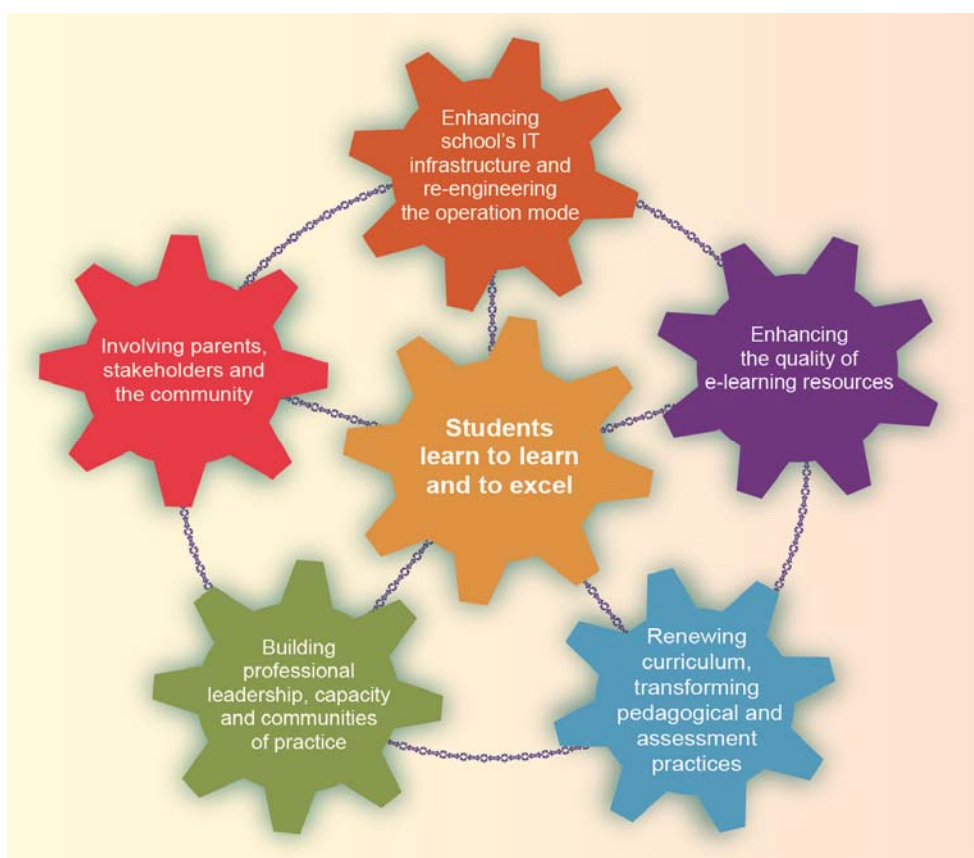 Enhancing
school's IT
infrastructure and
re-engineering
the operation mode
Involving parents,
stakeholders and
the community
Enhancing
the quality of
e-learning resources
Students
learn to learn
and to excel
Building
professional
leadership, capacity
and communities
of practice
Renewing
curriculum,
transforming
pedagogical and
assessment
practices